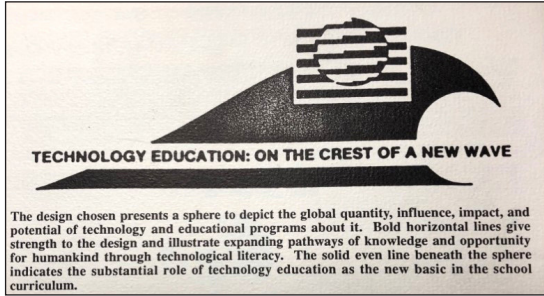 TECHNOLOGY EDUCATION: ON THE CREST OF A NEW WAVE
The design chosen presents a sphere to depict the global quantity, influence, impact, and
potential of technology and educational programs about it. Bold horizontal lines give
strength to the design and illustrate expanding pathways of knowledge and opportunity
for humankind through technological literacy. The solid even line beneath the sphere
indicates the substantial role of technology education as the new basic in the school
curriculum.